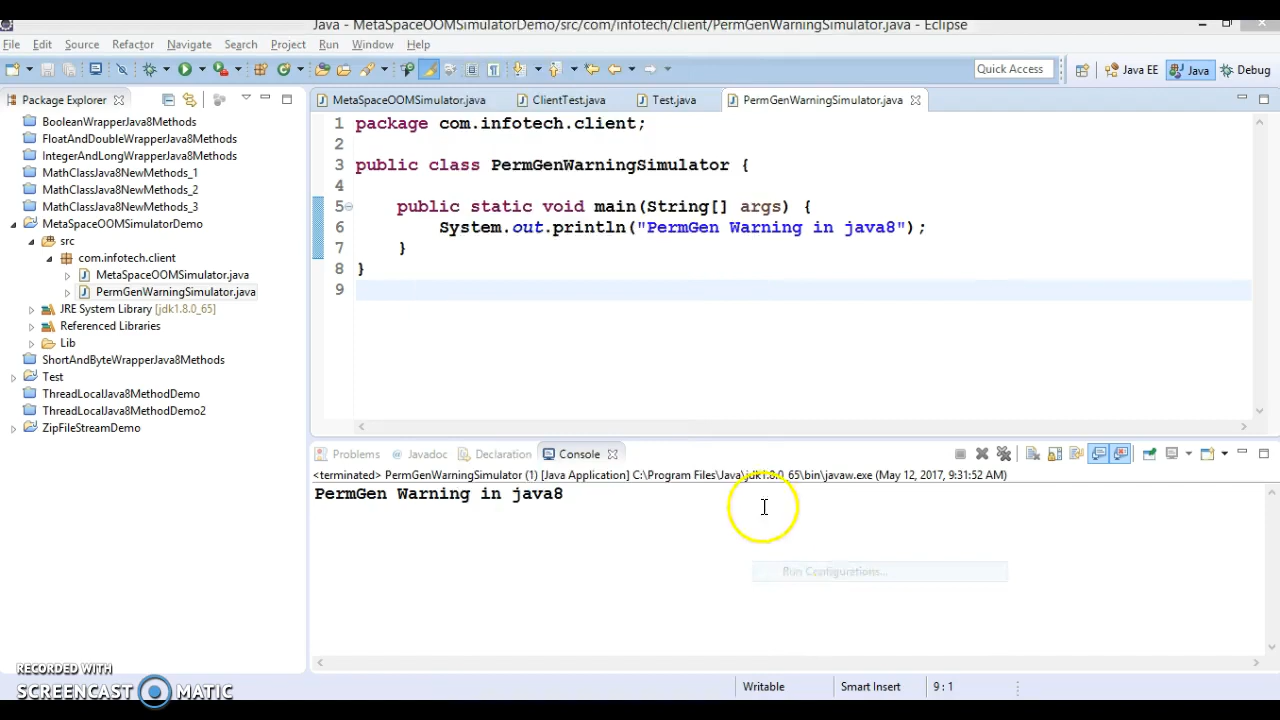 Java - MetaSpaceOOMSimulatorDemo/src/com/infotech/client/PermGenWarningSimulator.java - Eclipse
File Edit Source Refactor Navigate Search Project Run Window Help
Quick Access
Java EE
Java
Debug
Package Explorer
BooleanWrapperJava8Methods
FloatAndDoubleWrapperJava8Methods
IntegerAndLongWrapperJava8Methods
MathClassJava8NewMethods_1
MathClassJava8NewMethods_2
MathClassJava8NewMethods_3
MetaSpaceOOMSimulatorDemo
src
com.infotech.client
MetaSpaceOOMSimulator.java
PermGenWarningSimulator.java
JRE System Library [jdk1.8.0_65]
Referenced Libraries
Lib
ShortAndByteWrapperJava8Methods
Test
ThreadLocalJava8MethodDemo
ThreadLocalJava8MethodDemo2
ZipFileStreamDemo
MetaSpaceOOMSimulator.java ClientTest.java Test.java PermGenWarningSimulator.java
1 package com.infotech.client;
2
3 public class PermGenWarningSimulator {
4
5 public static void main(String[] args) {
6 System.out.println("PermGen Warning in java8");
7 }
8 }
9
Problems Javadoc Declaration Console
<terminated> PermGenWarningSimulator (1) [Java Application] C:\Program Files\Java\jdk1.8.0_65\bin\javaw.exe (May 12, 2017, 9:31:52 AM)
PermGen Warning in java8
Run Configurations...
Writable Smart Insert 9 : 1
RECORDED WITH
SCREENCAST MATIC